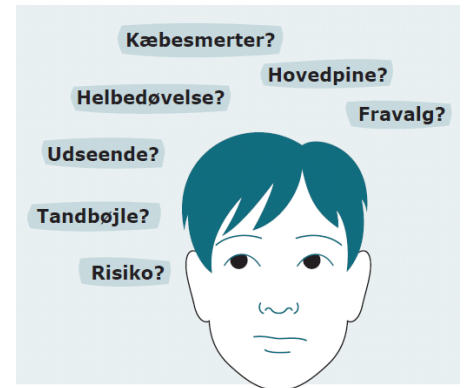 Kæbesmerter?
Hovedpine?
Helbedøvelse?
Fravalg?
Udseende?
Tandbøjle?
Risiko?